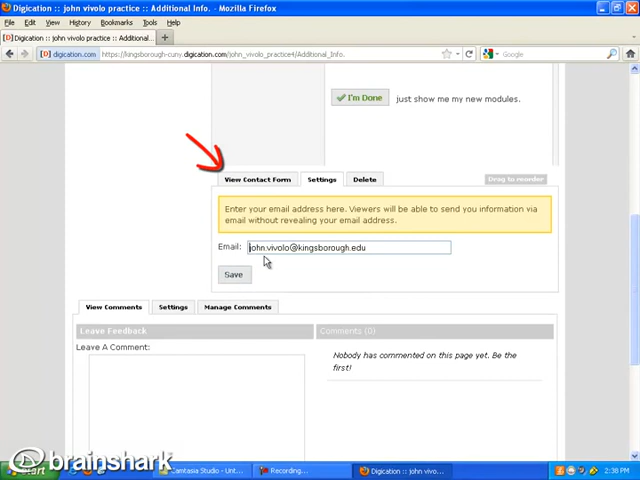 Digication :: john vivolo practice :: Additional Info. - Mozilla Firefox
File Edit View History Bookmarks Tools Help
[D] Digication :: john vivolo practice :: Additional... +
[D] digication.com https://kingsborough-cuny.digication.com/john_vivolo_practice4/Additional_Info. Google
I'm Done just show me my new modules.
View Contact Form Settings Delete Drag to reorder
Enter your email address here. Viewers will be able to send you information via
email without revealing your email address.
Email: john.vivolo@kingsborough.edu
Save
View Comments Settings Manage Comments
Leave Feedback Comments (0)
Leave A Comment:
Nobody has commented on this page yet. Be the
first!
brainshark
start Camtasia Studio - Unt... Recording... Digication :: john vivo... 2:38 PM